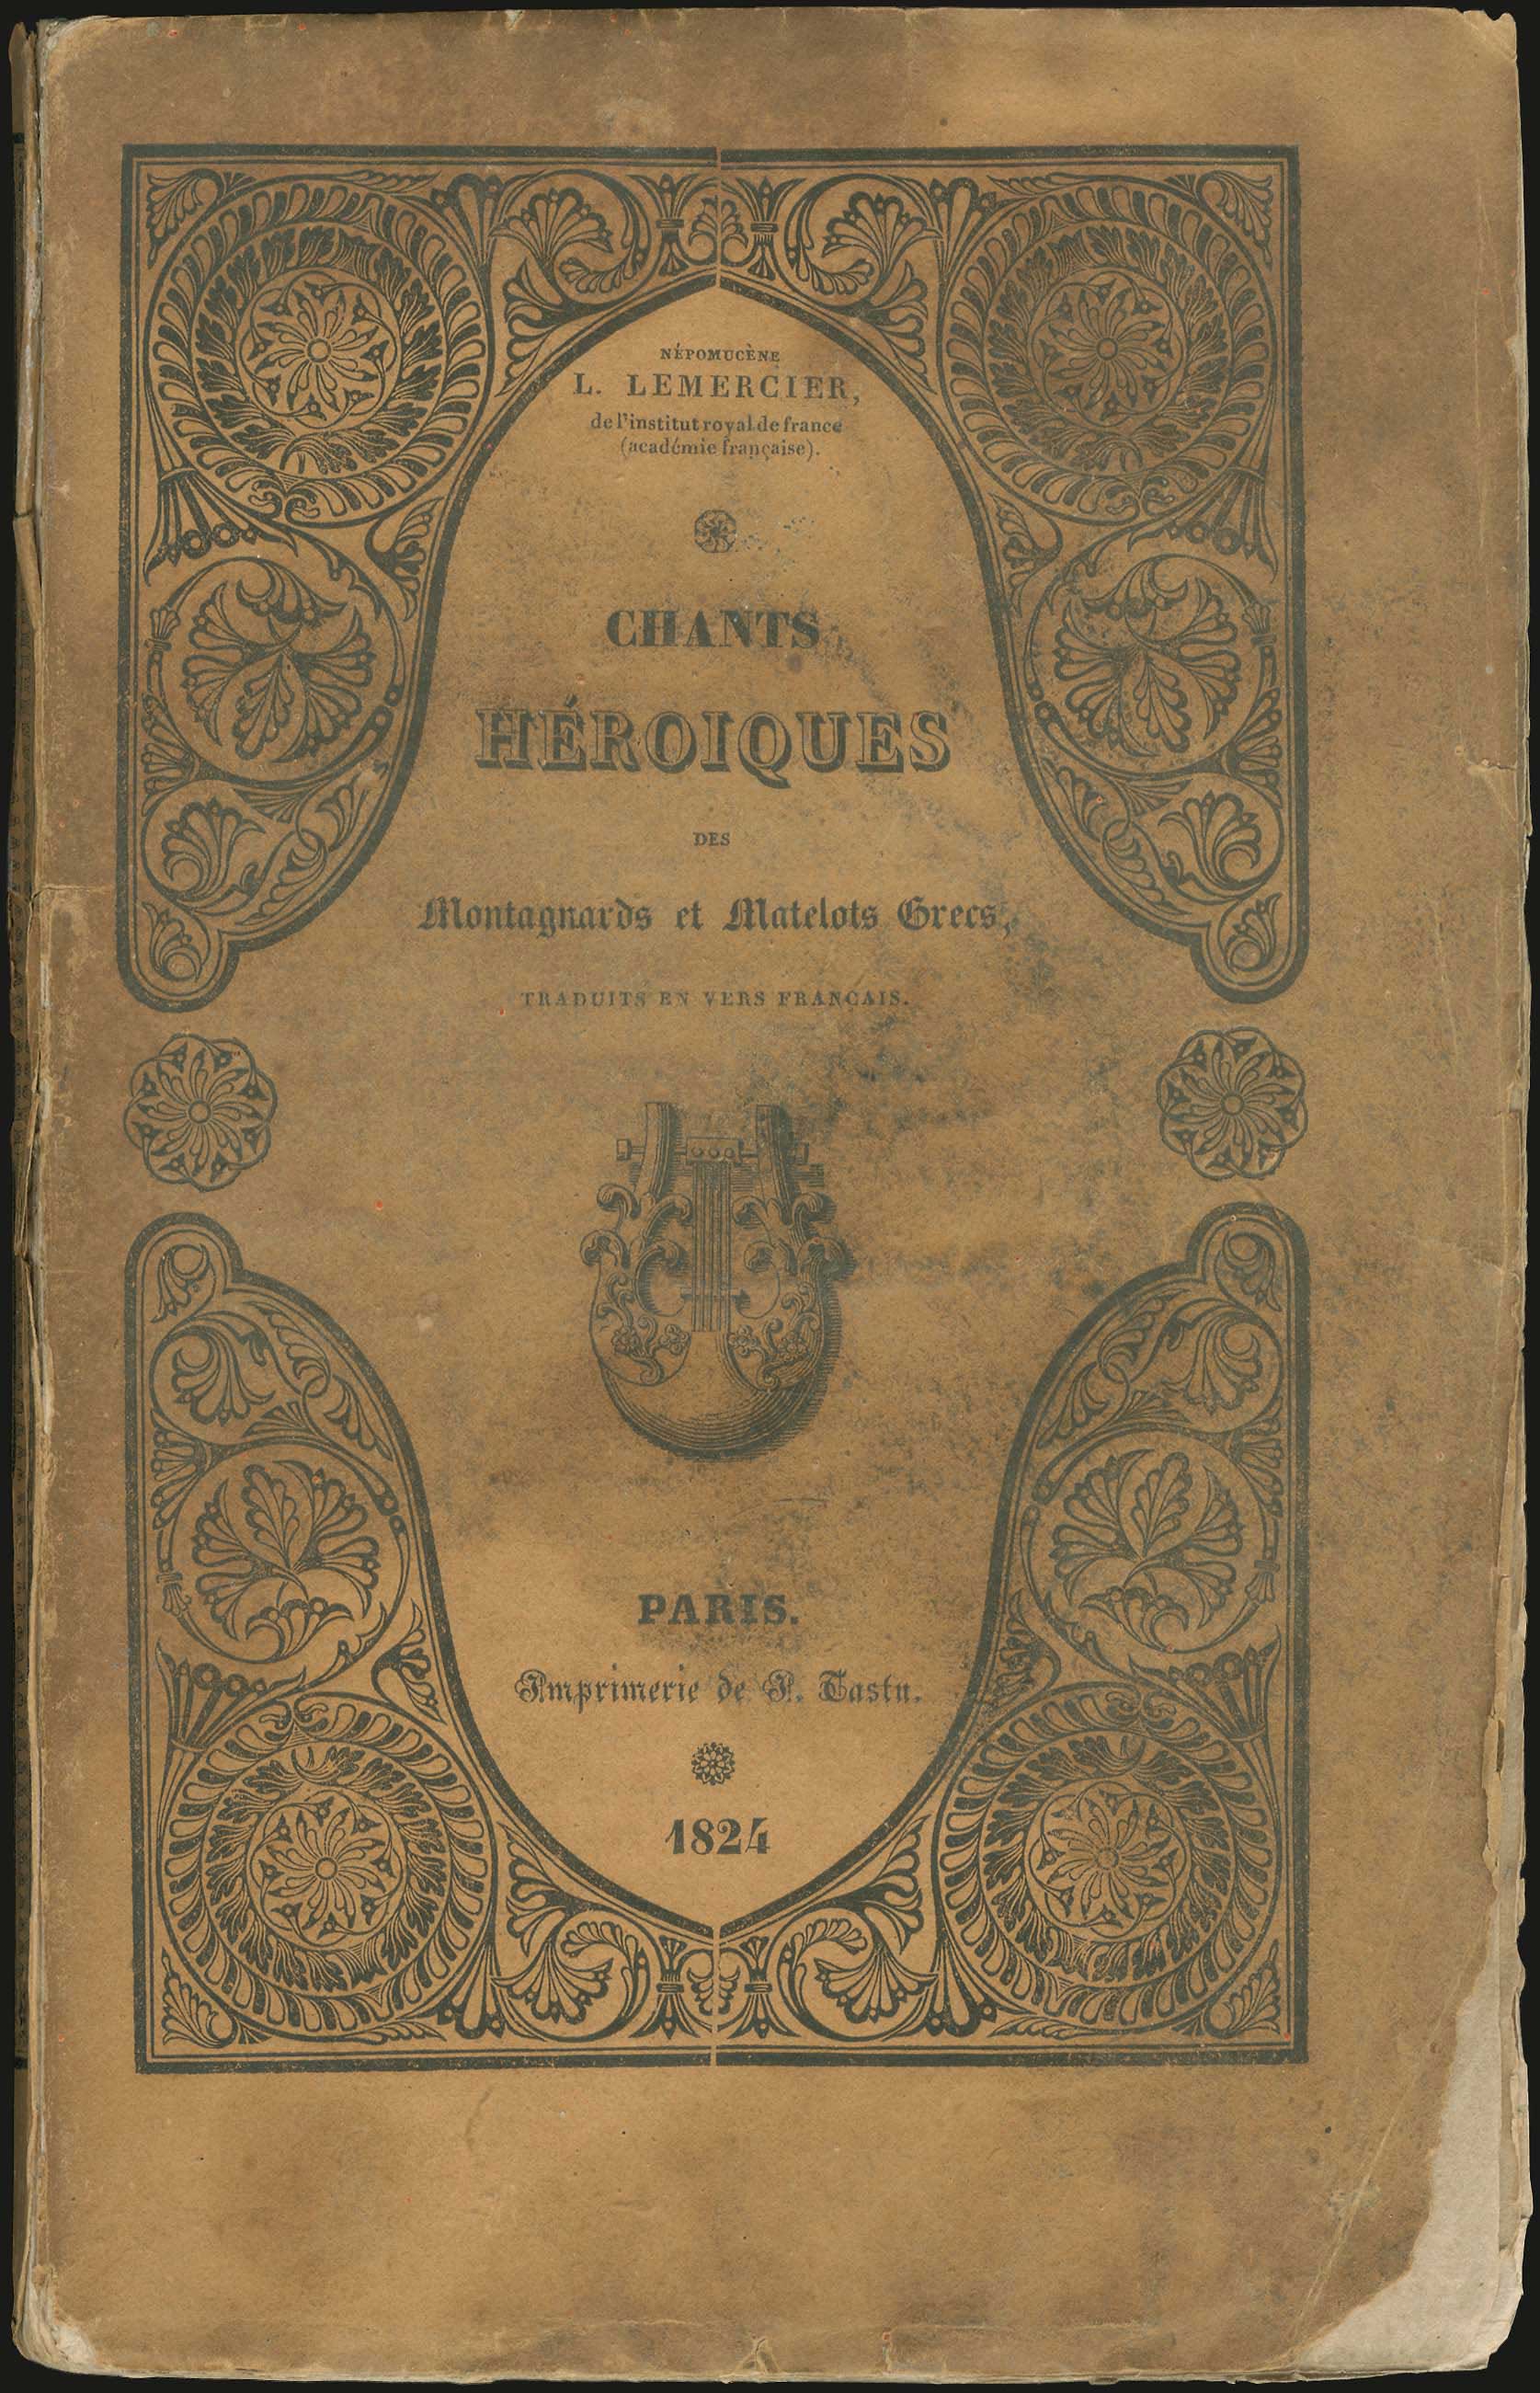 NÉPOMUCÈNE
L. LEMERCIER,
de l'institut royal de france
(académie française).
CHANTS
HÉROIQUES
DES
Montagnards et Matelots Grecs,
TRADUITS EN VERS FRANÇAIS.
PARIS.
Imprimerie de J. Tastu.
1824